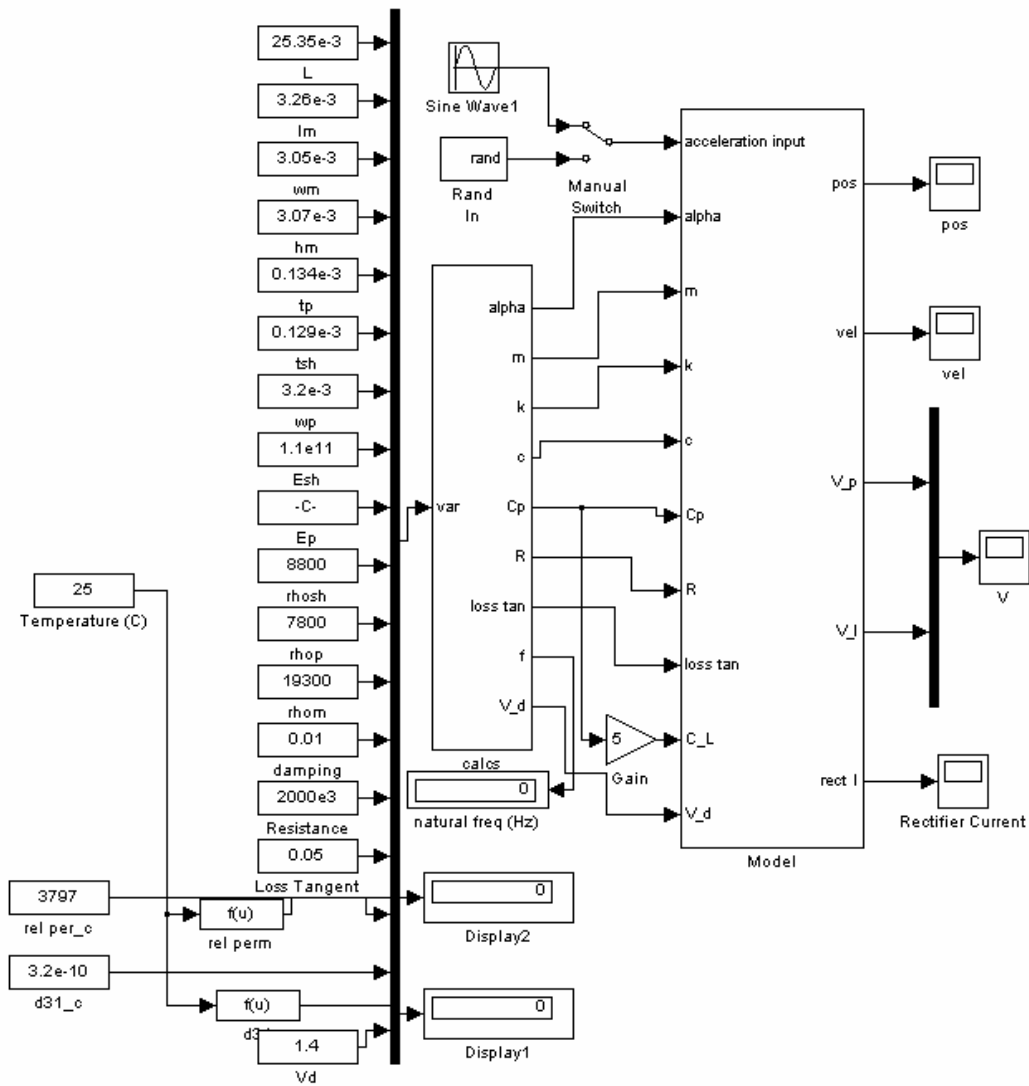 25.35e-3
L
3.26e-3
lm
3.05e-3
wm
3.07e-3
hm
0.134e-3
tp
0.129e-3
tsh
3.2e-3
wp
1.1e11
Esh
-C-
Ep
8800
rhosh
7800
rhop
19300
rhom
0.01
damping
2000e3
Resistance
0.05
Loss Tangent
25
Temperature (C)
3797
rel per_c
f(u)
rel perm
3.2e-10
d31_c
f(u)
1.4
Vd
Sine Wave1
rand
Rand
In
Manual
Switch
var
alpha
m
k
c
Cp
R
loss tan
f
V_d
calcs
0
natural freq (Hz)
5
Gain
0
Display2
0
Display1
acceleration input
alpha
m
k
c
Cp
R
loss tan
C_L
V_d
pos
vel
V_p
V_l
rect I
Model
pos
vel
V
Rectifier Current